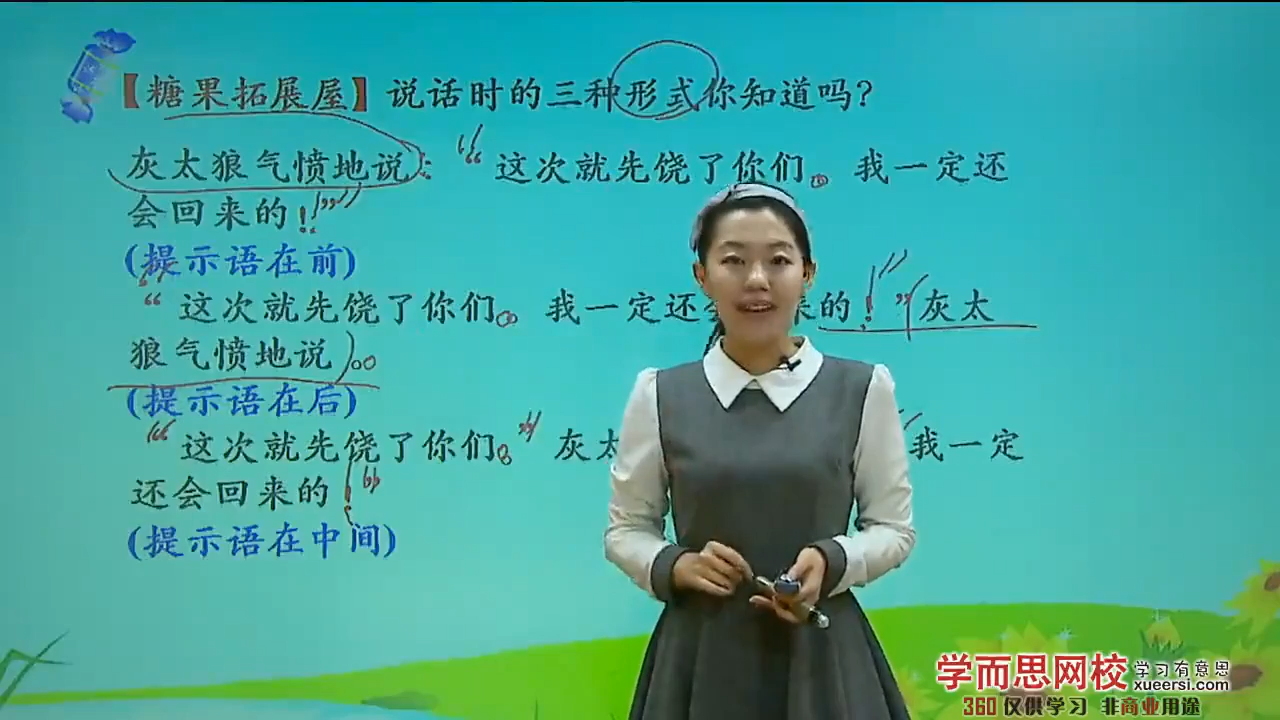 【糖果拓展屋】说话时的三种形式你知道吗？
灰太狼气愤地说：“这次就先饶了你们。我一定还
会回来的！”
(提示语在前)
“这次就先饶了你们。我一定还会来的！”灰太
狼气愤地说。
(提示语在后)
“这次就先饶了你们。”灰太 “我一定
还会回来的！”
(提示语在中间)
学而思网校 学习有意思
xueersi.com
360 仅供学习 非商业用途